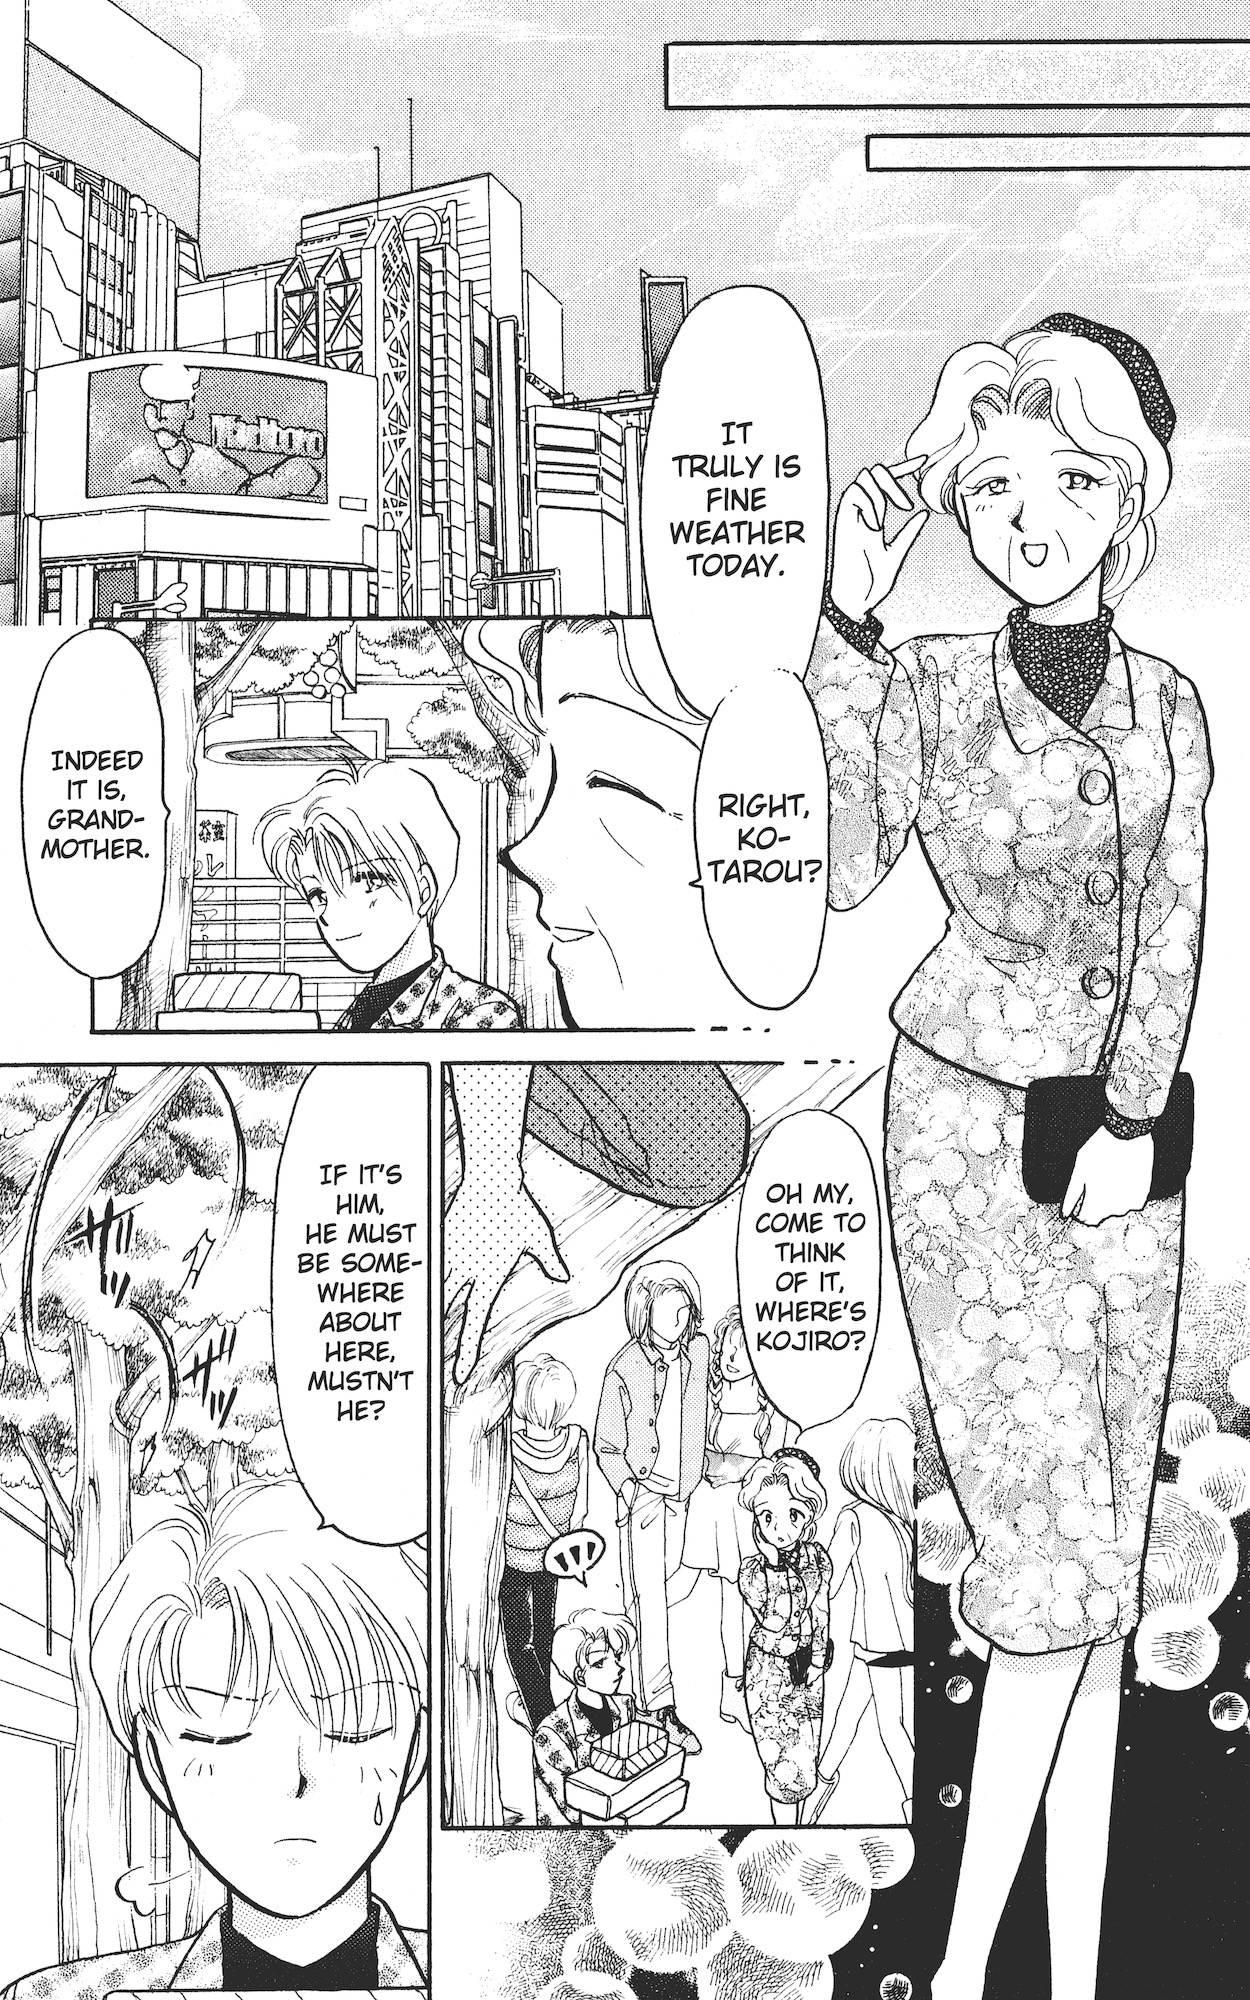 IT
TRULY IS
FINE
WEATHER
TODAY.
RIGHT,
KO-
TAROU?
INDEED
IT IS,
GRAND-
MOTHER.
OH MY,
COME TO
THINK
OF IT,
WHERE'S
KOJIRO?
!!!
IF IT'S
HIM,
HE MUST
BE SOME-
WHERE
ABOUT
HERE,
MUSTN'T
HE?